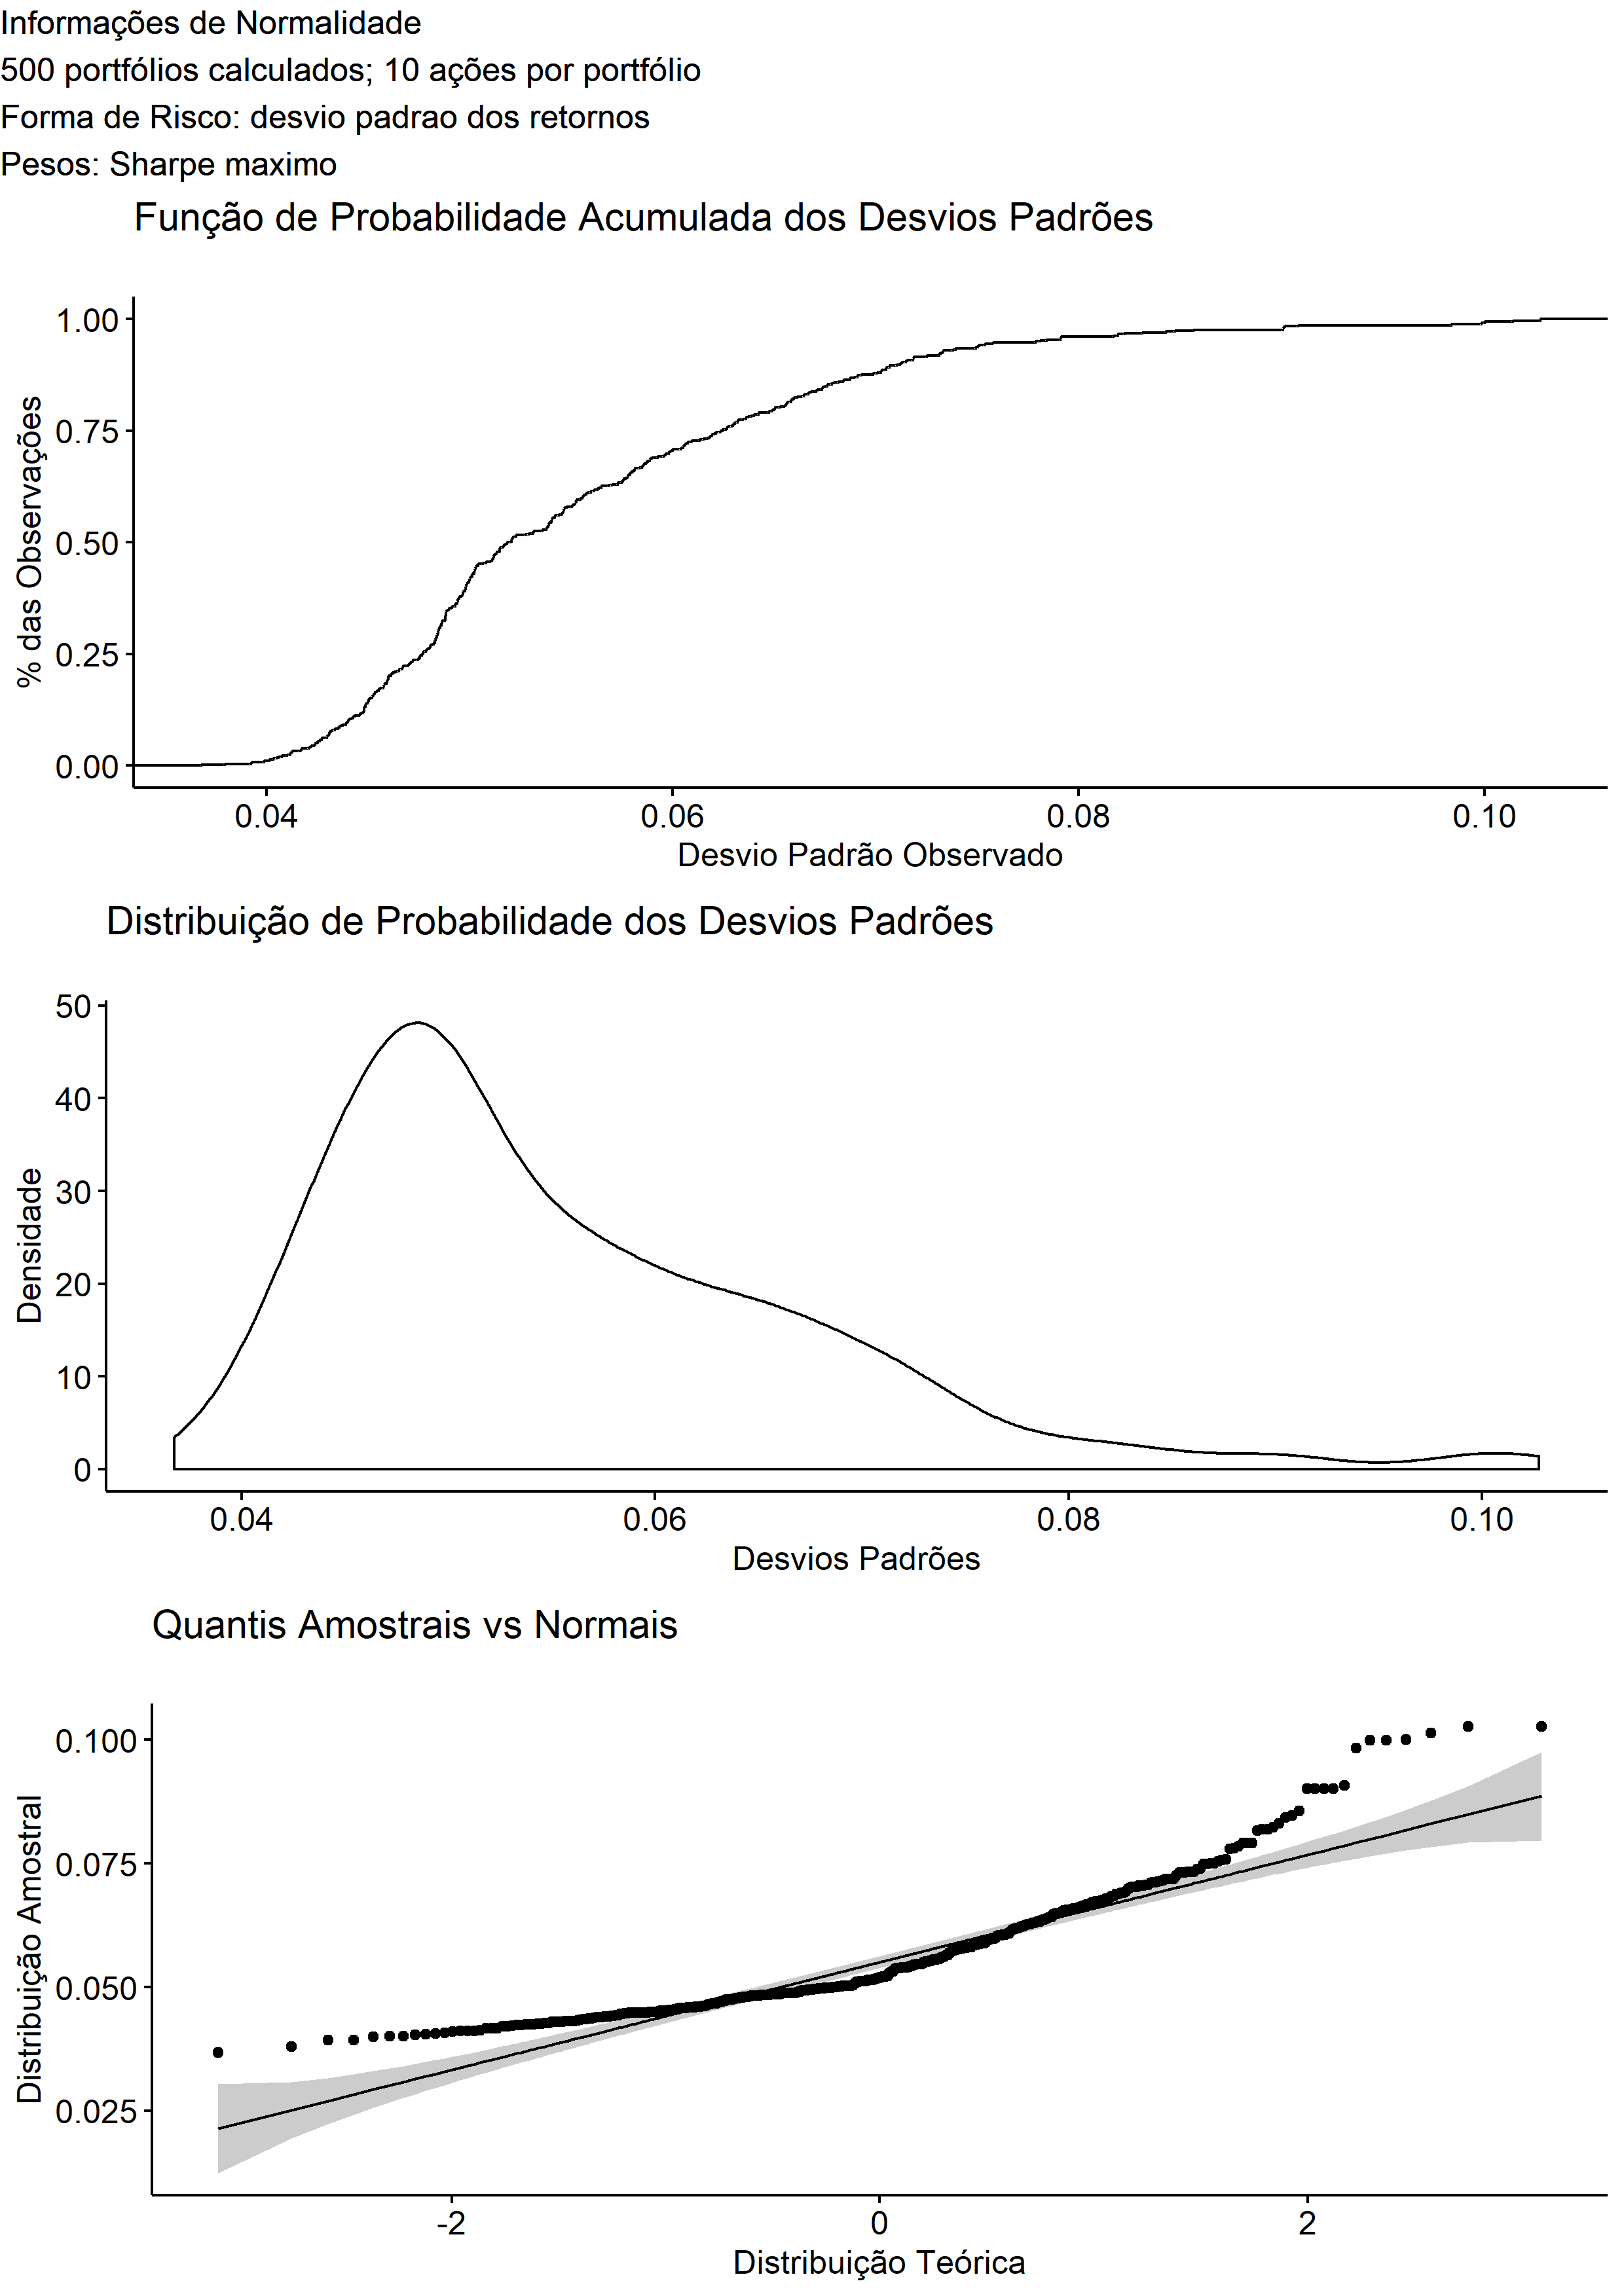 Informações de Normalidade
500 portfólios calculados; 10 ações por portfólio
Forma de Risco: desvio padrao dos retornos
Pesos: Sharpe maximo
Função de Probabilidade Acumulada dos Desvios Padrões
% das Observações
1.00
0.75
0.50
0.25
0.00
0.04 0.06 0.08 0.10
Desvio Padrão Observado
Distribuição de Probabilidade dos Desvios Padrões
Densidade
50
40
30
20
10
0
0.04 0.06 0.08 0.10
Desvios Padrões
Quantis Amostrais vs Normais
Distribuição Amostral
0.100
0.075
0.050
0.025
-2 0 2
Distribuição Teórica